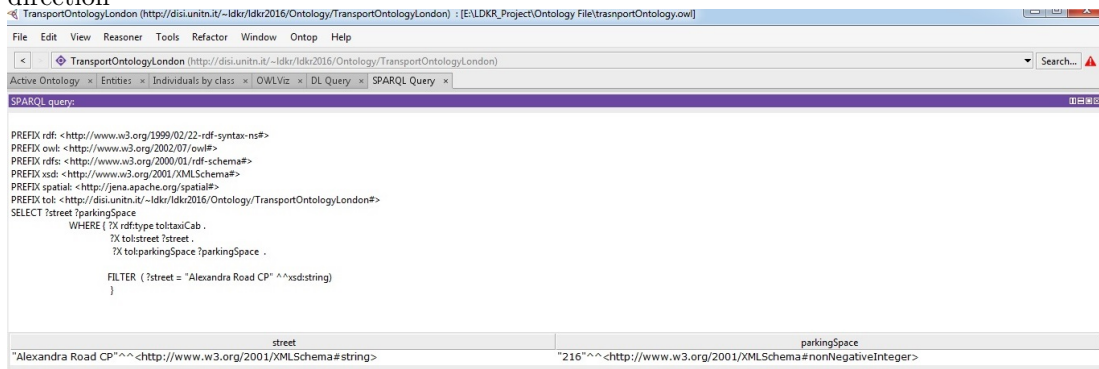 direction
TransportOntologyLondon (http://disi.unitn.it/~ldkr/ldkr2016/Ontology/TransportOntologyLondon) : [E:\LDKR_Project\Ontology File\trasnportOntology.owl]
File Edit View Reasoner Tools Refactor Window Ontop Help
< > TransportOntologyLondon (http://disi.unitn.it/~ldkr/ldkr2016/Ontology/TransportOntologyLondon) Search...
Active Ontology × Entities × Individuals by class × OWLViz × DL Query × SPARQL Query ×
SPARQL query:
PREFIX rdf: <http://www.w3.org/1999/02/22-rdf-syntax-ns#>
PREFIX owl: <http://www.w3.org/2002/07/owl#>
PREFIX rdfs: <http://www.w3.org/2000/01/rdf-schema#>
PREFIX xsd: <http://www.w3.org/2001/XMLSchema#>
PREFIX spatial: <http://jena.apache.org/spatial#>
PREFIX tol: <http://disi.unitn.it/~ldkr/ldkr2016/Ontology/TransportOntologyLondon#>
SELECT ?street ?parkingSpace
WHERE { ?X rdf:type tol:taxiCab .
?X tol:street ?street .
?X tol:parkingSpace ?parkingSpace .
FILTER ( ?street = "Alexandra Road CP" ^^xsd:string)
}
street parkingSpace
"Alexandra Road CP"^^<http://www.w3.org/2001/XMLSchema#string> "216"^^<http://www.w3.org/2001/XMLSchema#nonNegativeInteger>